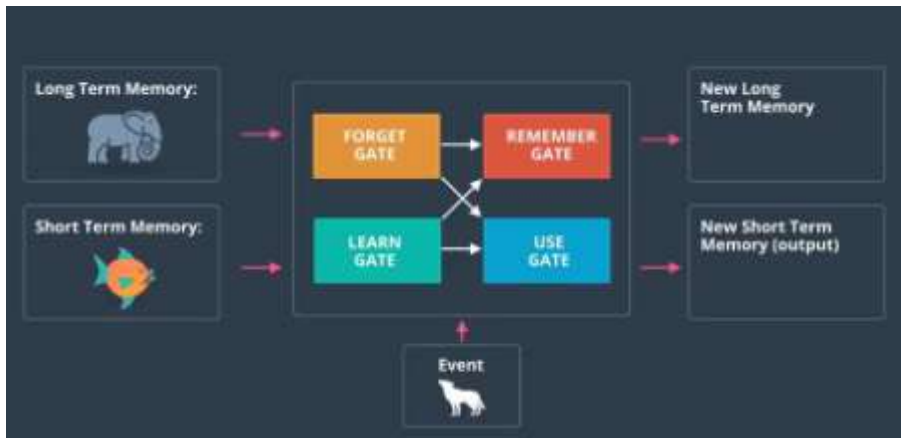 Long Term Memory:
FORGET
GATE
REMEMBER
GATE
New Long
Term Memory
Short Term Memory:
LEARN
GATE
USE
GATE
New Short Term
Memory (output)
Event